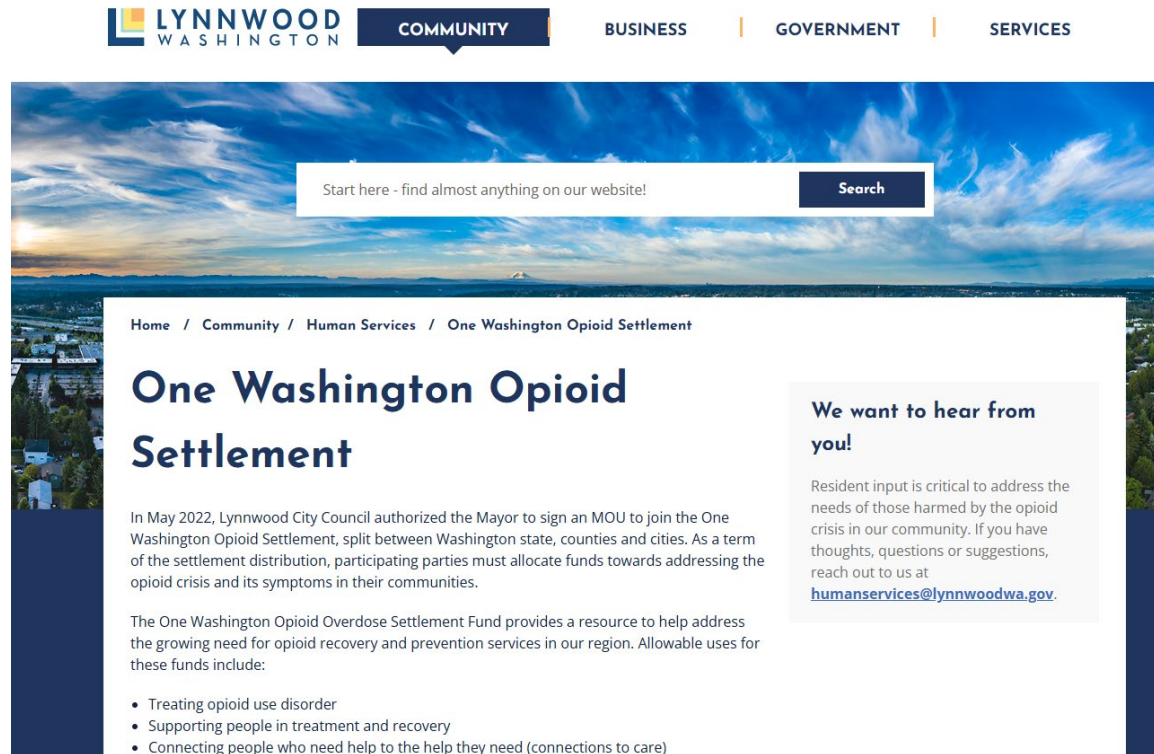 LYNNWOOD
WASHINGTON
COMMUNITY
BUSINESS
GOVERNMENT
SERVICES
Start here - find almost anything on our website!
Search
Home / Community / Human Services / One Washington Opioid Settlement
One Washington Opioid
Settlement
In May 2022, Lynnwood City Council authorized the Mayor to sign an MOU to join the One
Washington Opioid Settlement, split between Washington state, counties and cities. As a term
of the settlement distribution, participating parties must allocate funds towards addressing the
opioid crisis and its symptoms in their communities.
The One Washington Opioid Overdose Settlement Fund provides a resource to help address
the growing need for opioid recovery and prevention services in our region. Allowable uses for
these funds include:
• Treating opioid use disorder
• Supporting people in treatment and recovery
• Connecting people who need help to the help they need (connections to care)
We want to hear from
you!
Resident input is critical to address the
needs of those harmed by the opioid
crisis in our community. If you have
thoughts, questions or suggestions,
reach out to us at
humanservices@lynnwoodwa.gov.